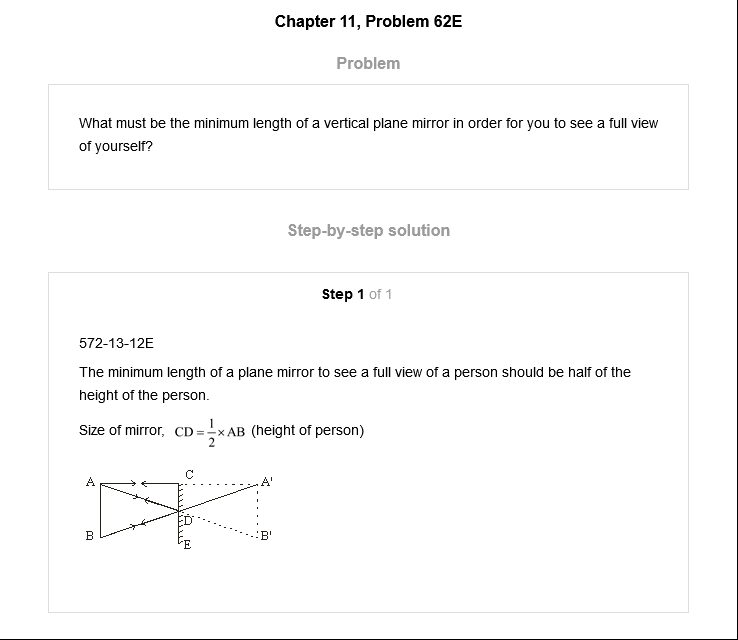 Chapter 11, Problem 62E
Problem
What must be the minimum length of a vertical plane mirror in order for you to see a full view
of yourself?
Step-by-step solution
Step 1 of 1
572-13-12E
The minimum length of a plane mirror to see a full view of a person should be half of the
height of the person.
Size of mirror, CD = 1/2 × AB (height of person)
A C A'
D
B B'
E